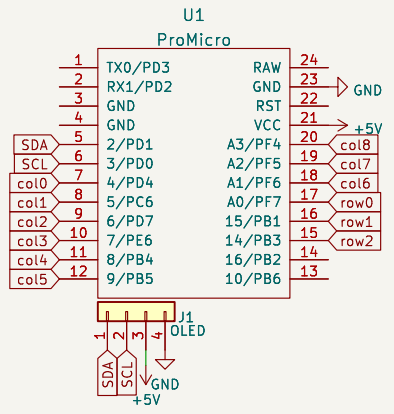 U1
ProMicro
1 TX0/PD3 RAW 24
2 RX1/PD2 GND 23 GND
3 GND RST 22
4 GND VCC 21 +5V
SDA 5 2/PD1 A3/PF4 20 col8
SCL 6 3/PD0 A2/PF5 19 col7
col0 7 4/PD4 A1/PF6 18 col6
col1 8 5/PC6 A0/PF7 17 row0
col2 9 6/PD7 15/PB1 16 row1
col3 10 7/PE6 14/PB3 15 row2
col4 11 8/PB4 16/PB2 14
col5 12 9/PB5 10/PB6 13
J1
OLED
1 2 3 4
SDA SCL GND
+5V